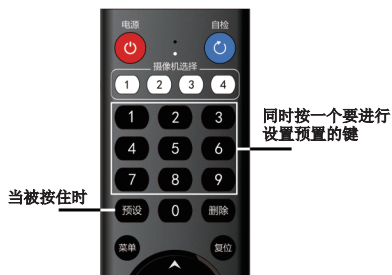 电源 自检
摄像机选择
1 2 3 4
1 2 3
4 5 6
7 8 9
同时按一个要进行
设置预置的键
当被按住时
预设 0 删除
菜单 复位